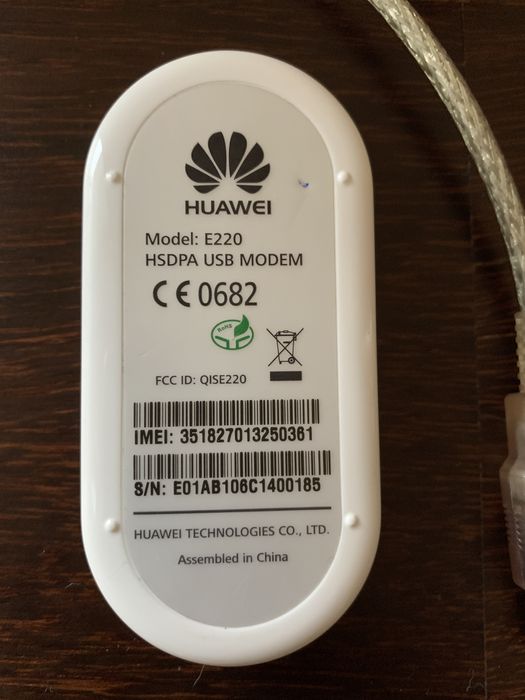 HUAWEI
Model: E220
HSDPA USB MODEM
CE 0682
RoHS
FCC ID: QISE220
IMEI: 351827013250361
S/N: E01AB106C1400185
HUAWEI TECHNOLOGIES CO., LTD.
Assembled in China